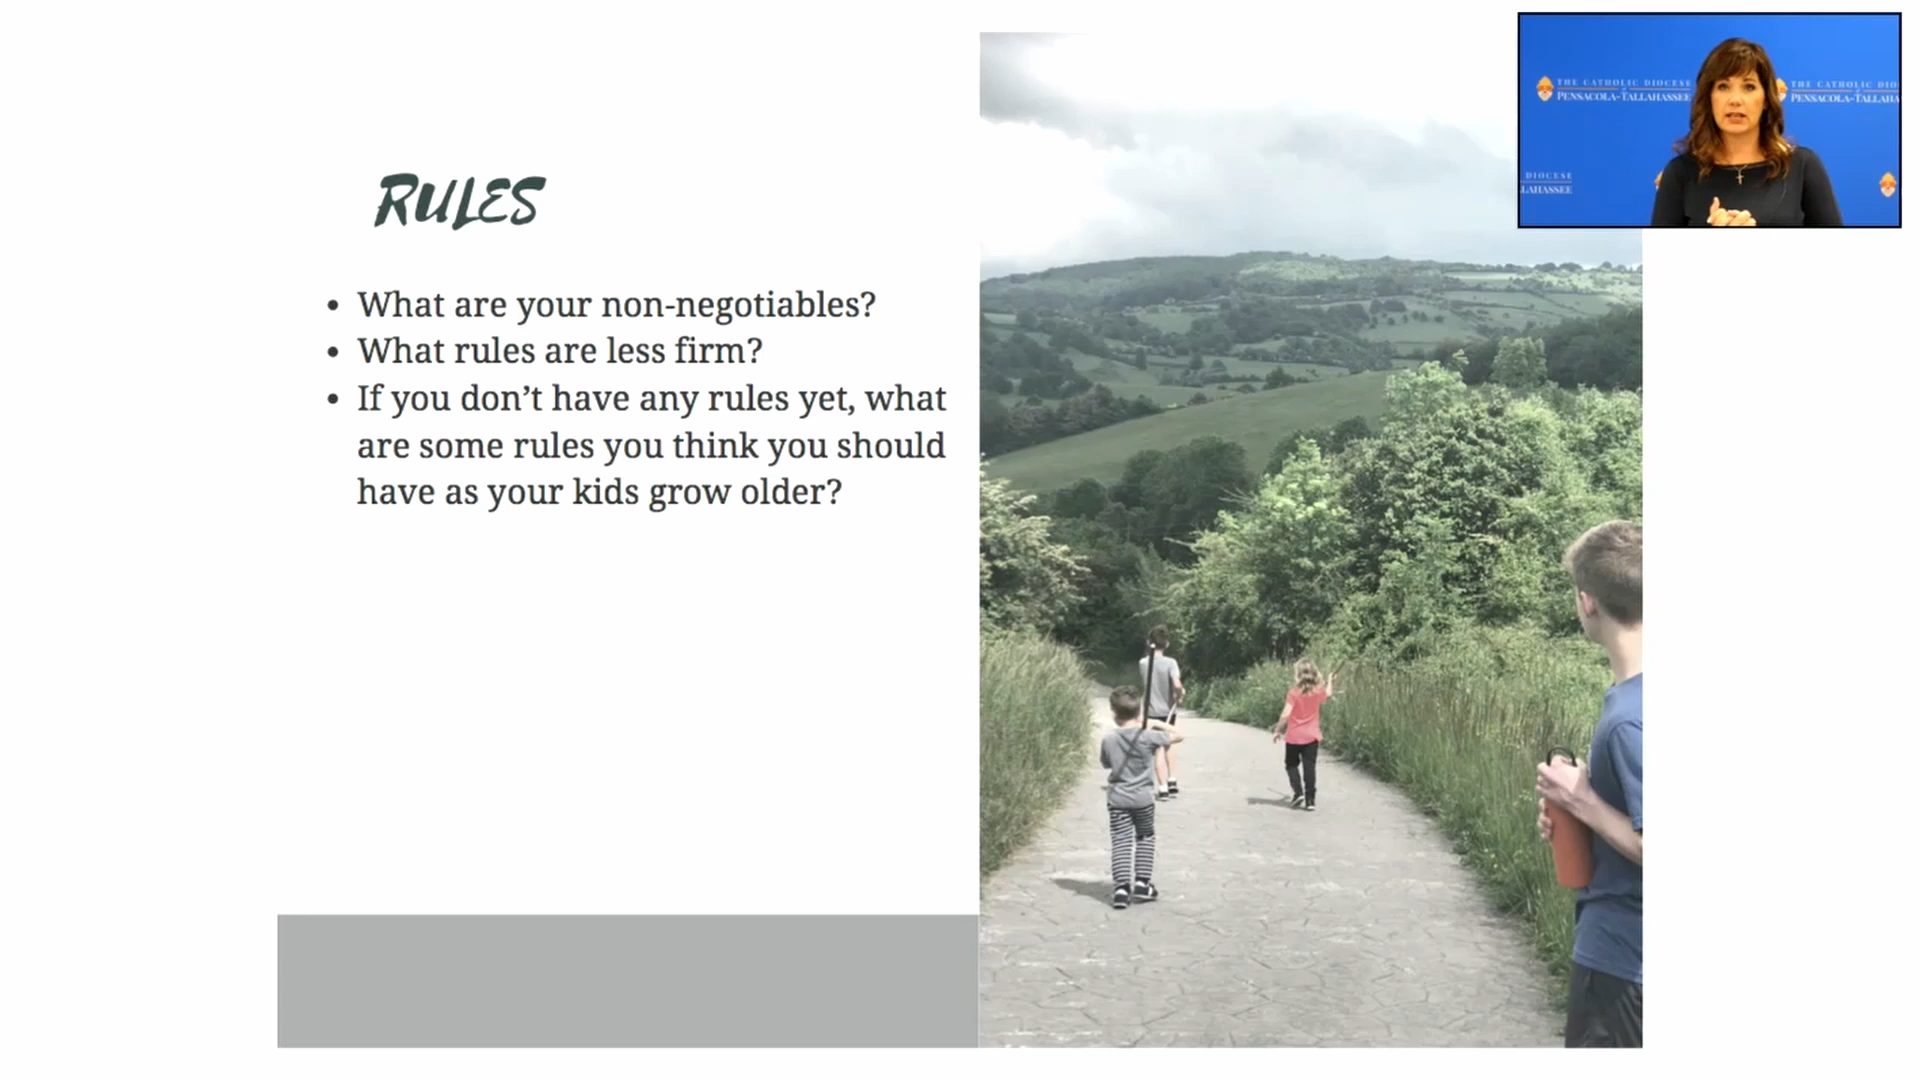 RULES
• What are your non-negotiables?
• What rules are less firm?
• If you don’t have any rules yet, what
are some rules you think you should
have as your kids grow older?
THE CATHOLIC DIOCESE
PENSACOLA-TALLAHASSEE
THE CATHOLIC DIO
PENSACOLA-TALLAHA
DIOCESE
LAHASSEE